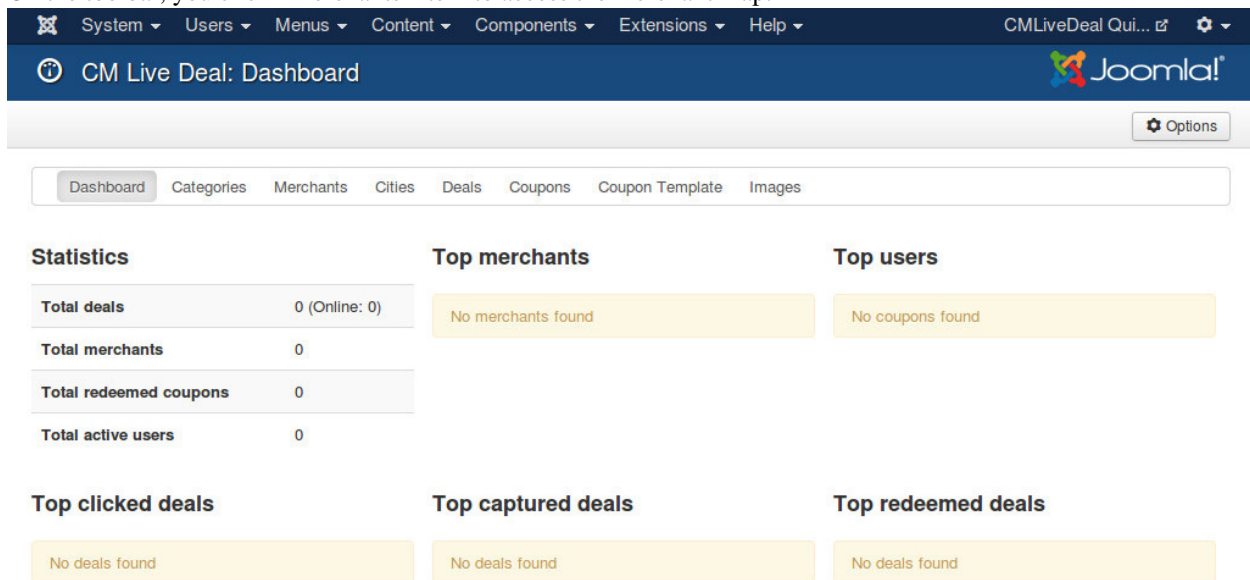 System Users Menus Content Components Extensions Help CMLiveDeal Qui...
CM Live Deal: Dashboard Joomla!
Options
Dashboard Categories Merchants Cities Deals Coupons Coupon Template Images
Statistics Top merchants Top users
Total deals 0 (Online: 0) No merchants found No coupons found
Total merchants 0
Total redeemed coupons 0
Total active users 0
Top clicked deals Top captured deals Top redeemed deals
No deals found No deals found No deals found